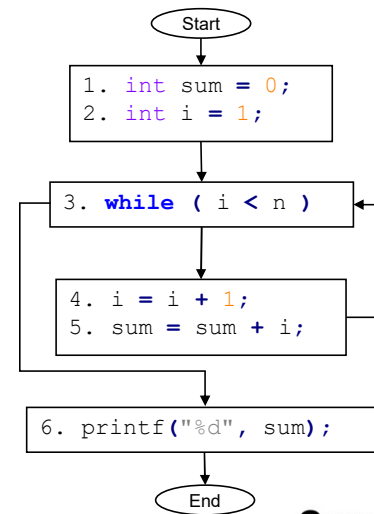 Start
1. int sum = 0;
2. int i = 1;
3. while ( i < n )
4. i = i + 1;
5. sum = sum + i;
6. printf("%d", sum);
End